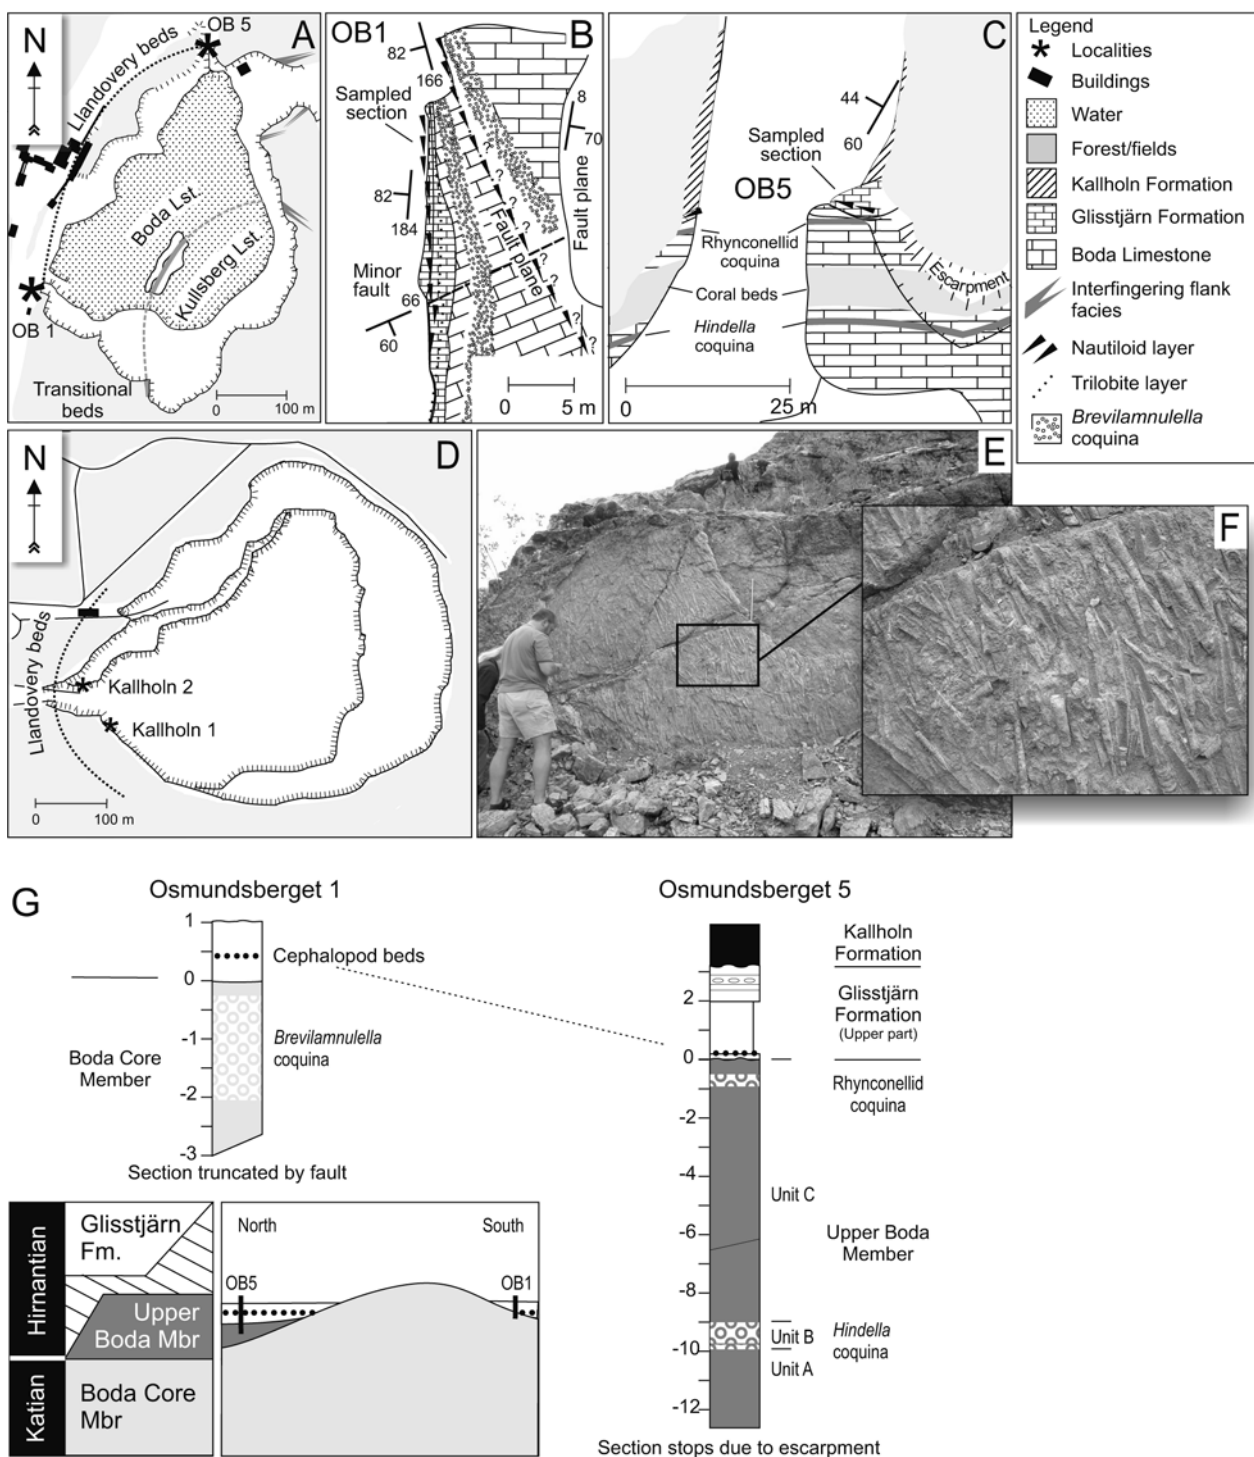 N
A
OB 5
Llandovery beds
Boda Lst.
Kullsberg Lst.
OB 1
Transitional
beds
0 100 m
OB1
B
82
166
Sampled
section
8
70
82
184
Minor
fault
66
60
Fault plane
Fault plane
? ? ? ? ? ? ?
0 5 m
C
44
60
Sampled
section
OB5
Rhynconellid
coquina
Coral beds
Hindella
coquina
Escarpment
0 25 m
Legend
Localities
Buildings
Water
Forest/fields
Kallholn Formation
Glisstjärn Formation
Boda Limestone
Interfingering flank
facies
Nautiloid layer
Trilobite layer
Brevilamnulella
coquina
N
D
Llandovery beds
Kallholn 2
Kallholn 1
0 100 m
E
F
G
Osmundsberget 1
1
0
-1
-2
-3
Cephalopod beds
Brevilamnulella
coquina
Boda Core
Member
Section truncated by fault
Osmundsberget 5
2
0
-2
-4
-6
-8
-10
-12
Kallholn
Formation
Glisstjärn
Formation
(Upper part)
Rhynconellid
coquina
Unit C
Upper Boda
Member
Unit B
Hindella
coquina
Unit A
Section stops due to escarpment
Hirnantian
Katian
Glisstjärn
Fm.
Upper
Boda Mbr
Boda Core
Mbr
North
South
OB5
OB1